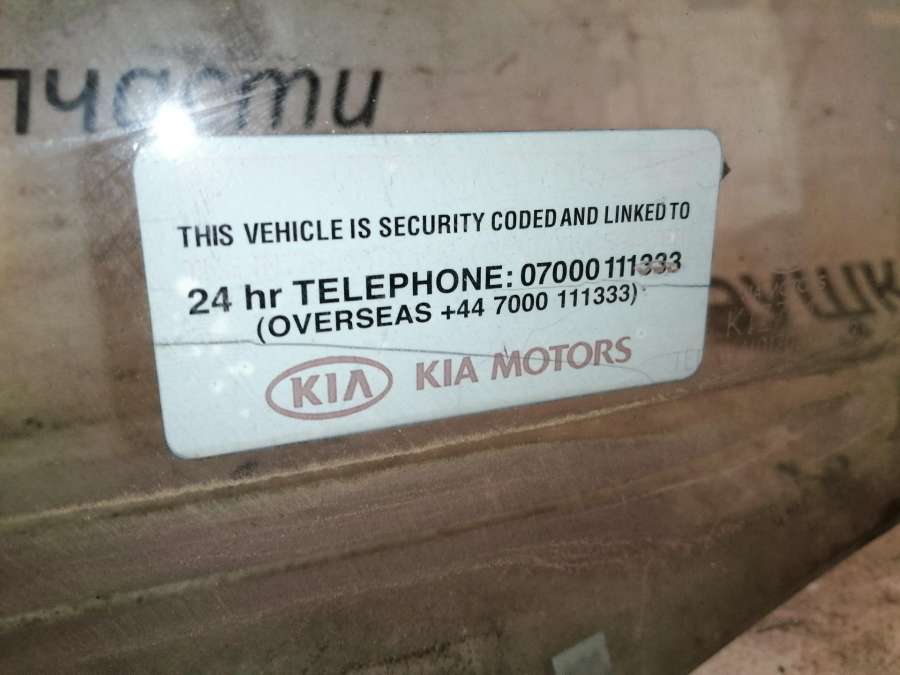 пчасти
THIS VEHICLE IS SECURITY CODED AND LINKED TO
24 hr TELEPHONE: 07000 111333
(OVERSEAS +44 7000 111333)
KIA KIA MOTORS